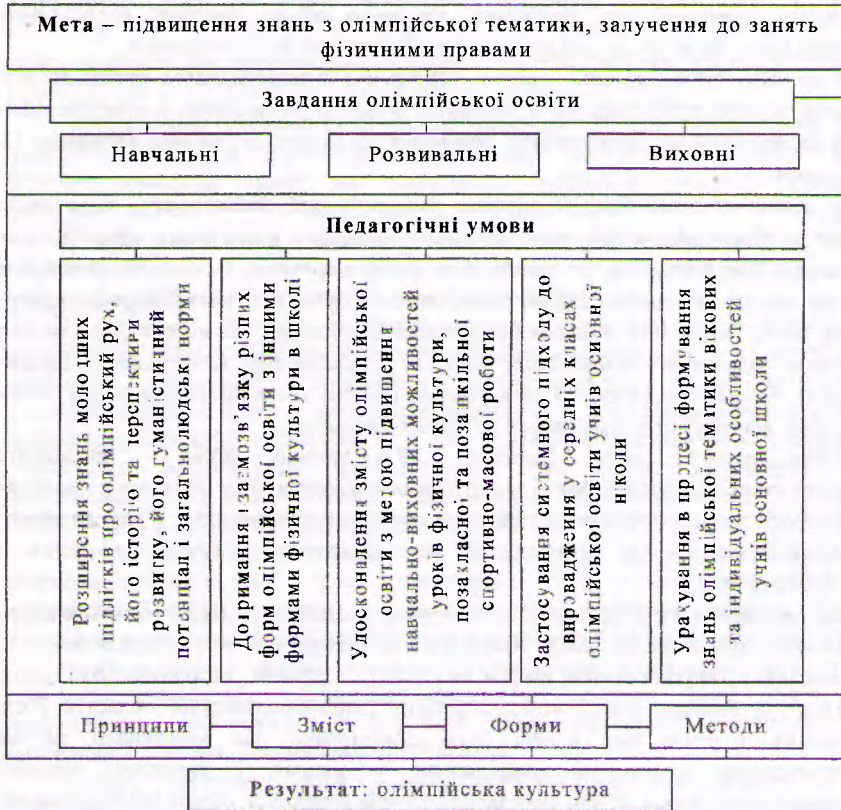 Мета – підвищення знань з олімпійської тематики, залучення до занять
фізичними правами
Завдання олімпійської освіти
Навчальні
Розвивальні
Виховні
Педагогічні умови
Розширення знань молодших
підлітків про олімпійський рух,
його історію та перспективи
розвитку, його гуманістичний
потенціал і загальнолюдські норми
Дотримання взаємозв'язку різних
форм олімпійської освіти з іншими
формами фізичної культури в школі
Удосконалення змісту олімпійської
освіти з метою підвищення
навчально-виховних можливостей
уроків фізичної культури,
позакласної та позашкільної
спортивно-масової роботи
Застосування системного підходу до
впровадження у середніх класах
олімпійської освіти учнів основної
школи
Урахування в процесі формування
знань олімпійської тематики вікових
та індивідуальних особливостей
учнів основної школи
Принципи
Зміст
Форми
Методи
Результат: олімпійська культура